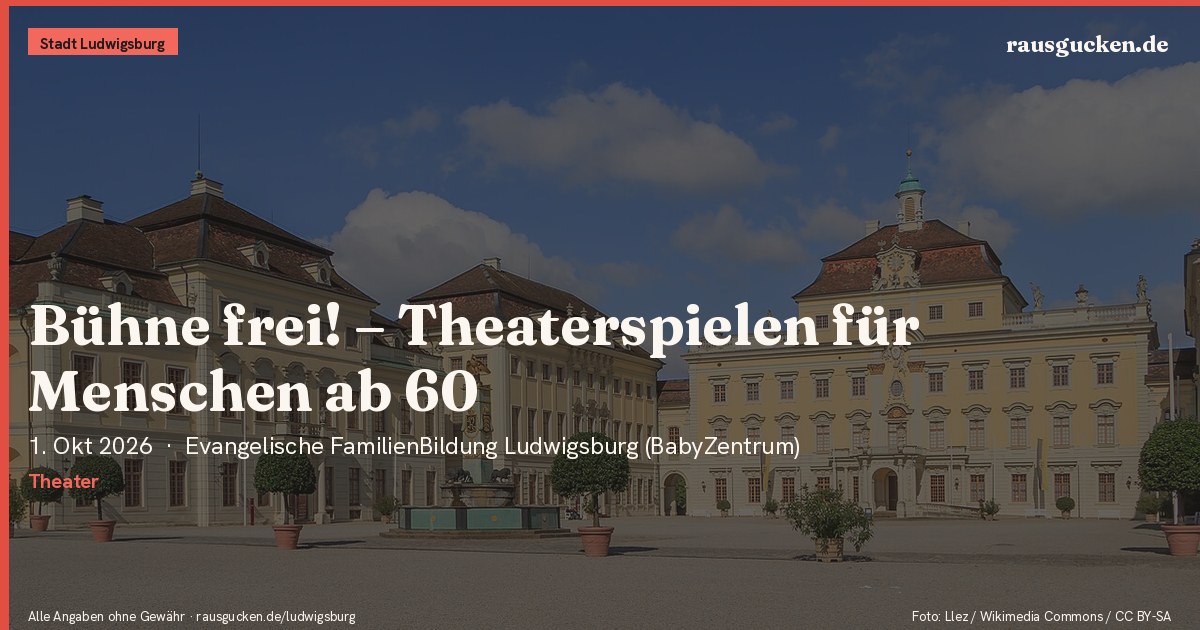 Stadt Ludwigsburg
rausgucken.de
Bühne frei! – Theaterspielen für
Menschen ab 60
1. Okt 2026 · Evangelische FamilienBildung Ludwigsburg (BabyZentrum)
Theater
Alle Angaben ohne Gewähr · rausgucken.de/ludwigsburg
Foto: Llez / Wikimedia Commons / CC BY-SA